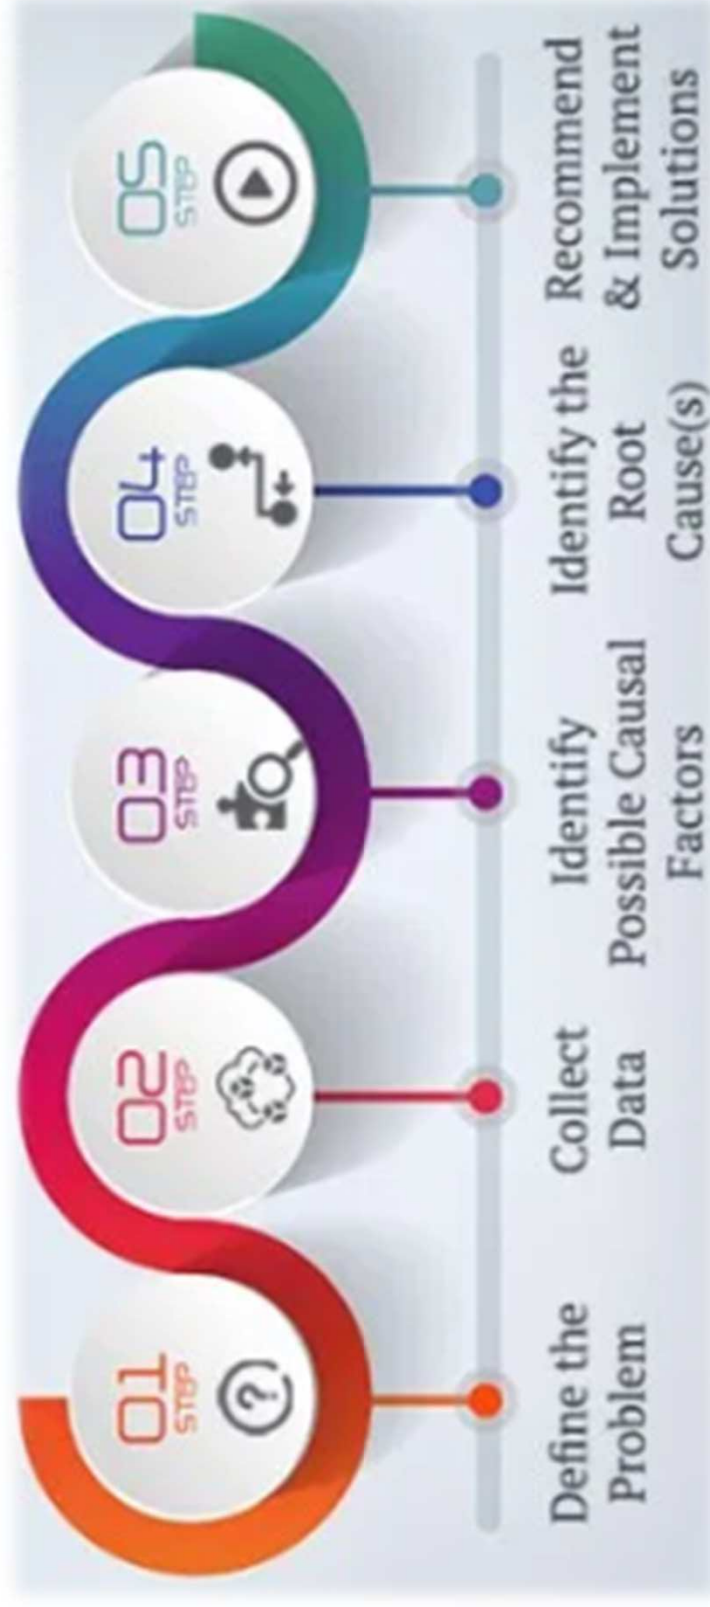 01
STEP
Define the
Problem
02
STEP
Collect
Data
03
STEP
Identify
Possible Causal
Factors
04
STEP
Identify the
Root
Cause(s)
05
STEP
Recommend
& Implement
Solutions